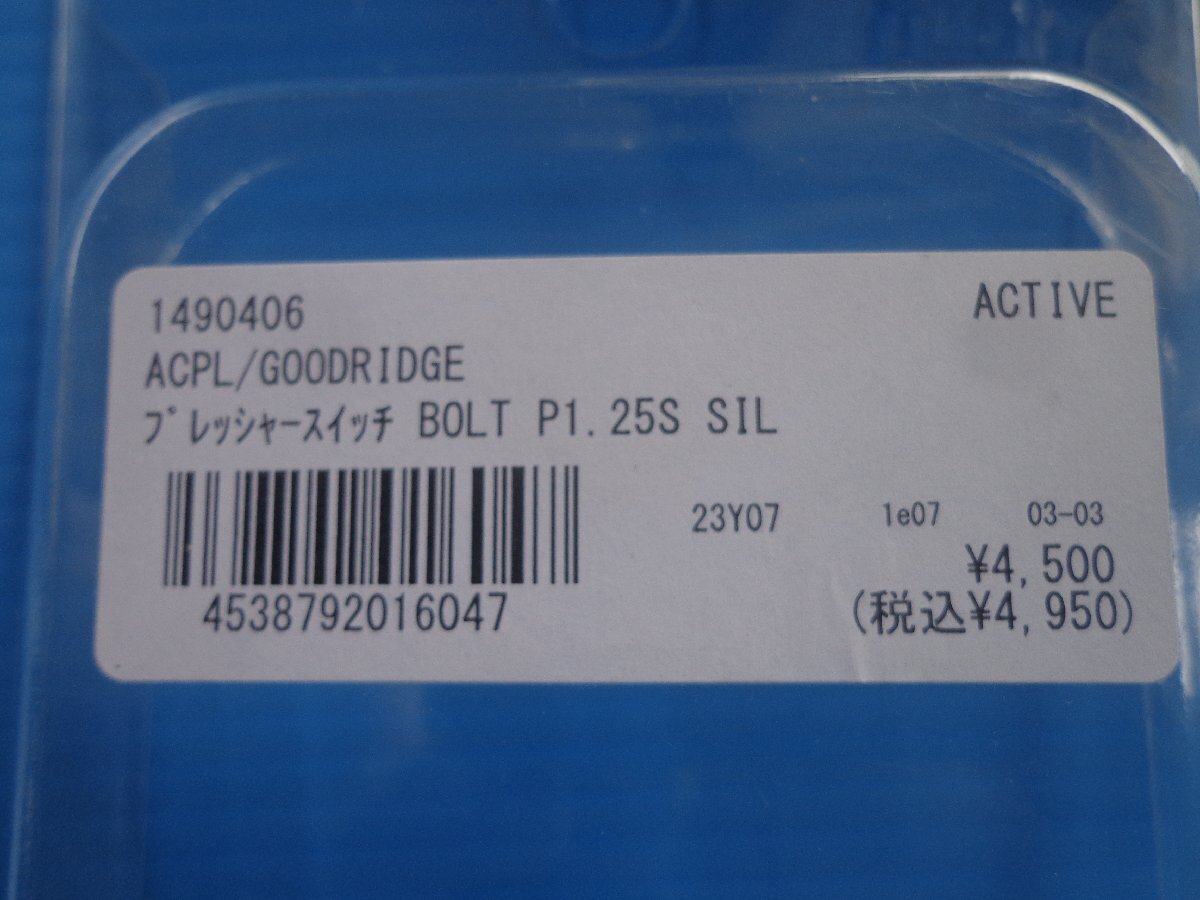 1490406 ACTIVE
ACPL/GOODRIDGE
ﾌﾟﾚｯｼｬｰｽｲｯﾁ BOLT P1.25S SIL
23Y07 1e07 03-03
¥4,500
4538792016047 (税込¥4,950)